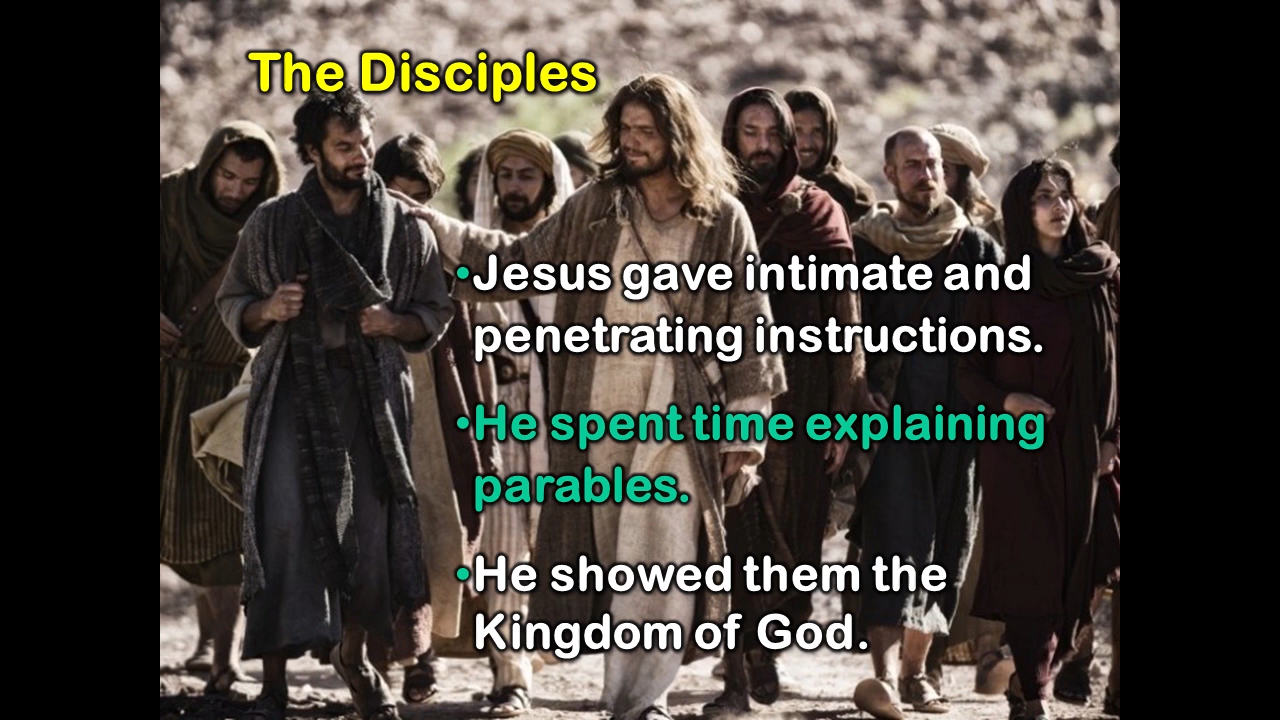 The Disciples
•Jesus gave intimate and
penetrating instructions.
•He spent time explaining
parables.
•He showed them the
Kingdom of God.